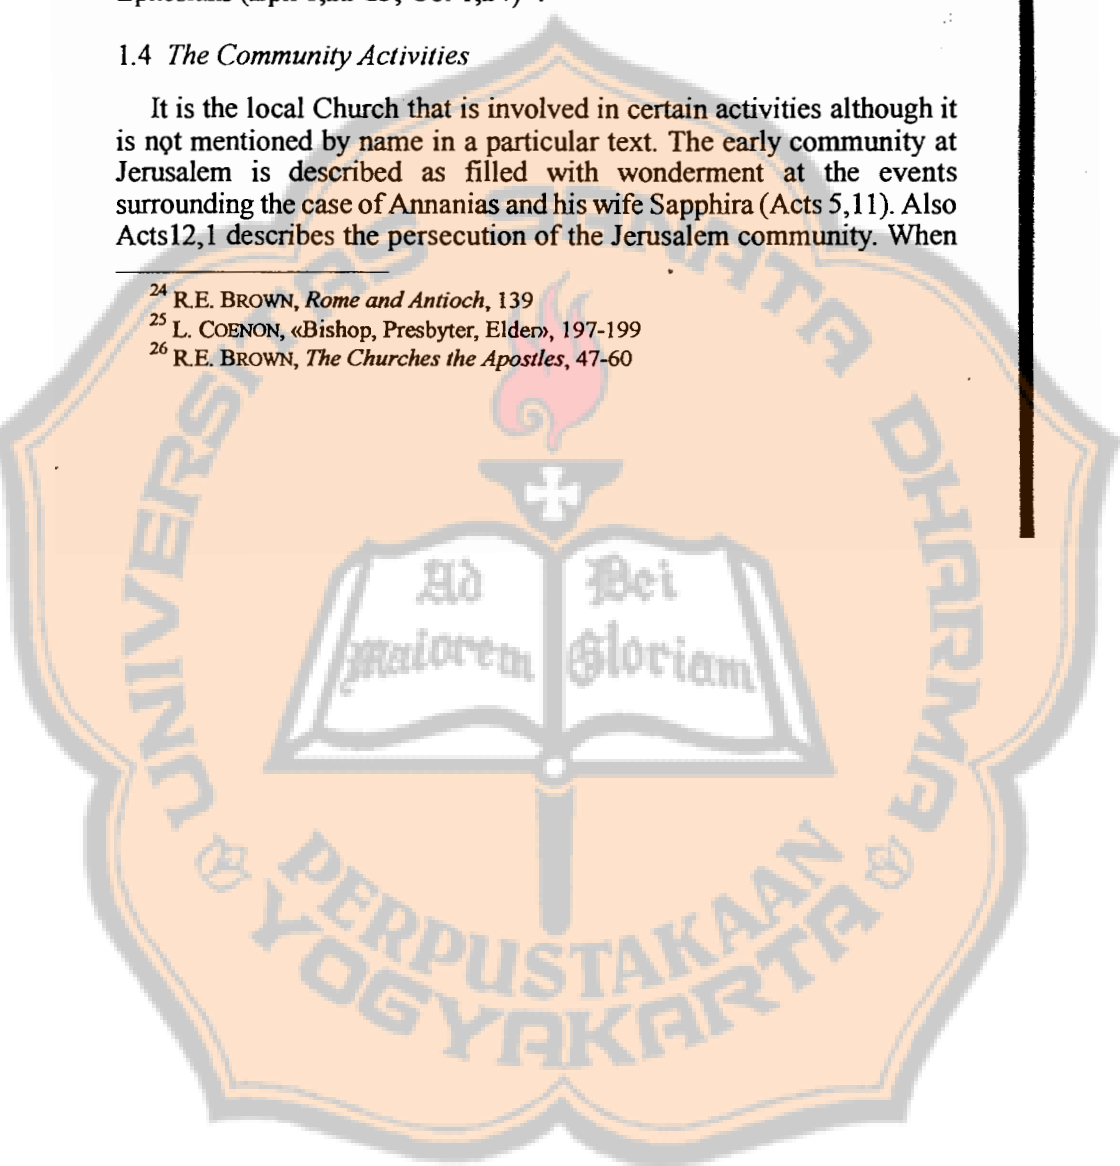 1.4 The Community Activities
It is the local Church that is involved in certain activities although it
is not mentioned by name in a particular text. The early community at
Jerusalem is described as filled with wonderment at the events
surrounding the case of Annanias and his wife Sapphira (Acts 5,11). Also
Acts12,1 describes the persecution of the Jerusalem community. When
24 R.E. BROWN, Rome and Antioch, 139
25 L. COENON, «Bishop, Presbyter, Elder», 197-199
26 R.E. BROWN, The Churches the Apostles, 47-60
UNIVERSITAS SANATA DHARMA
Ad Dei
maiorem Gloriam
PERPUSTAKAAN
YOGYAKARTA